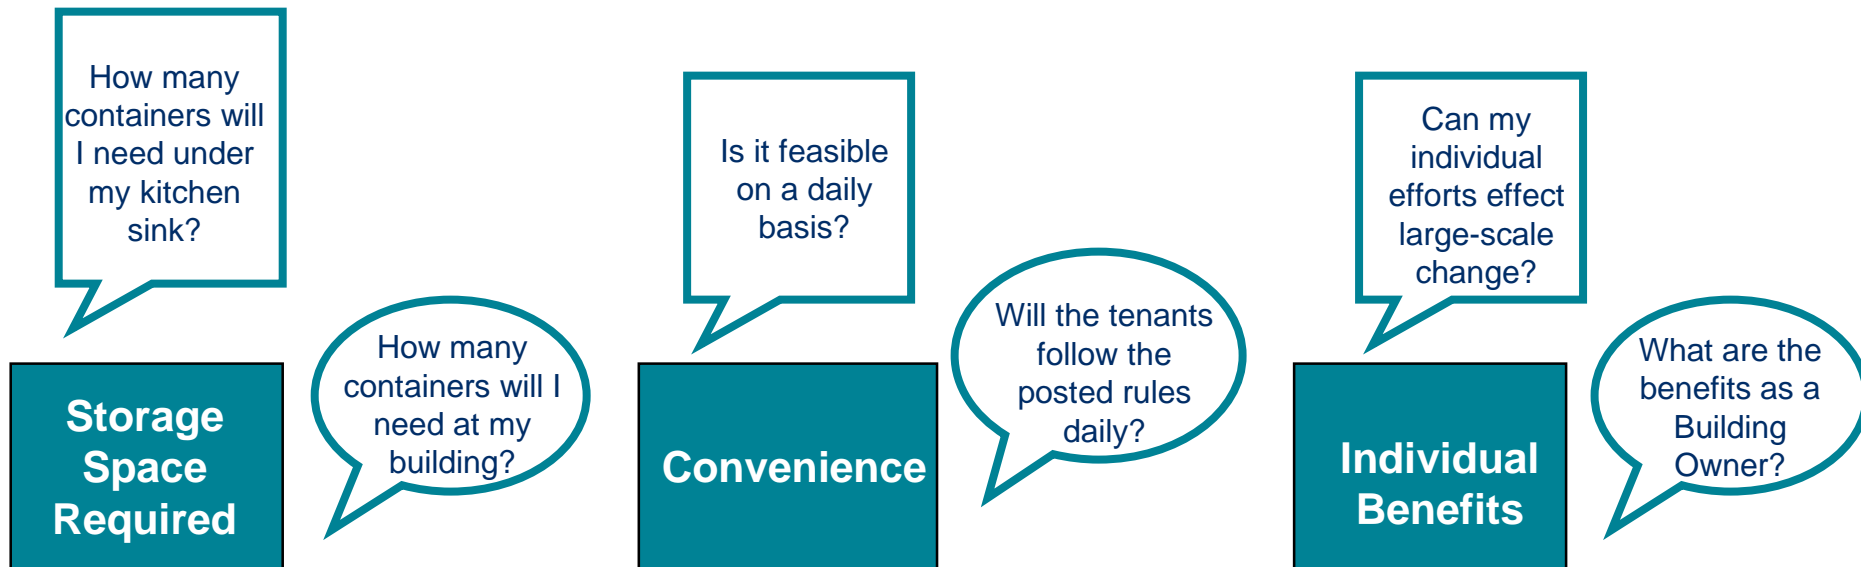 How many
containers will
I need under
my kitchen
sink?
How many
containers will I
need at my
building?
Storage
Space
Required
Is it feasible
on a daily
basis?
Will the tenants
follow the
posted rules
daily?
Convenience
Can my
individual
efforts effect
large-scale
change?
What are the
benefits as a
Building
Owner?
Individual
Benefits